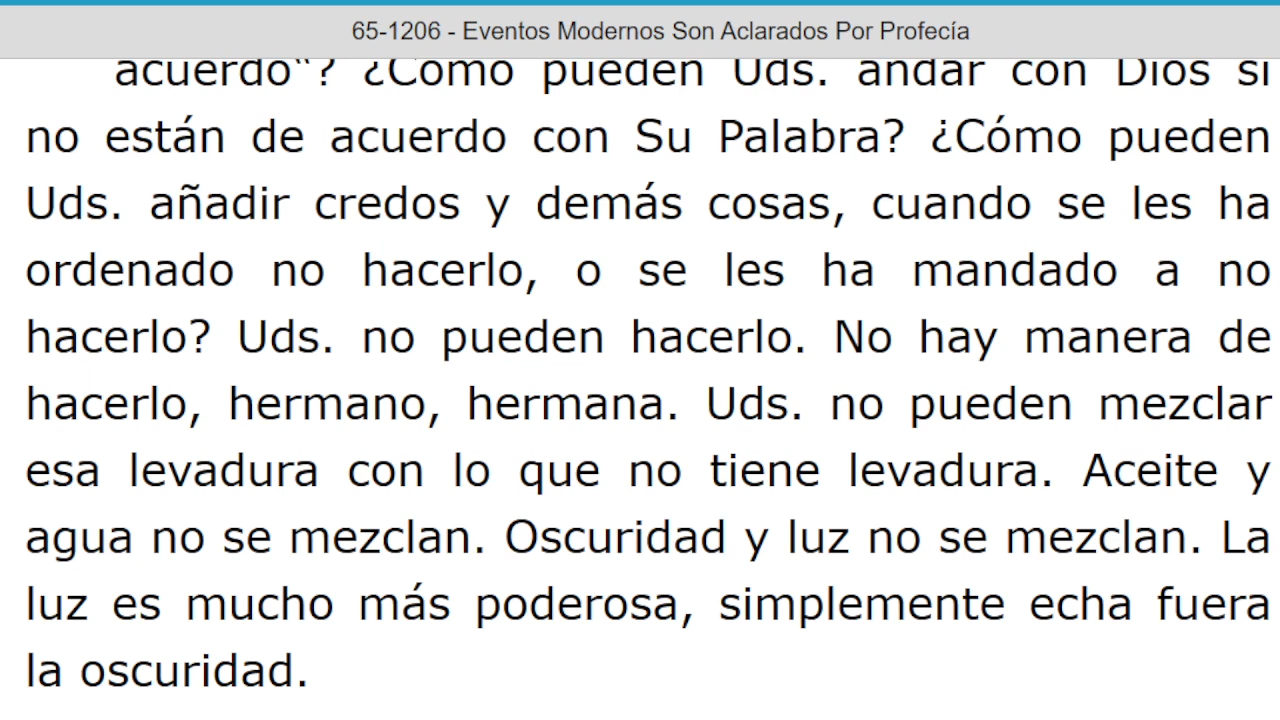 65-1206 - Eventos Modernos Son Aclarados Por Profecía
acuerdo“? ¿Cómo pueden Uds. andar con Dios si
no están de acuerdo con Su Palabra? ¿Cómo pueden
Uds. añadir credos y demás cosas, cuando se les ha
ordenado no hacerlo, o se les ha mandado a no
hacerlo? Uds. no pueden hacerlo. No hay manera de
hacerlo, hermano, hermana. Uds. no pueden mezclar
esa levadura con lo que no tiene levadura. Aceite y
agua no se mezclan. Oscuridad y luz no se mezclan. La
luz es mucho más poderosa, simplemente echa fuera
la oscuridad.